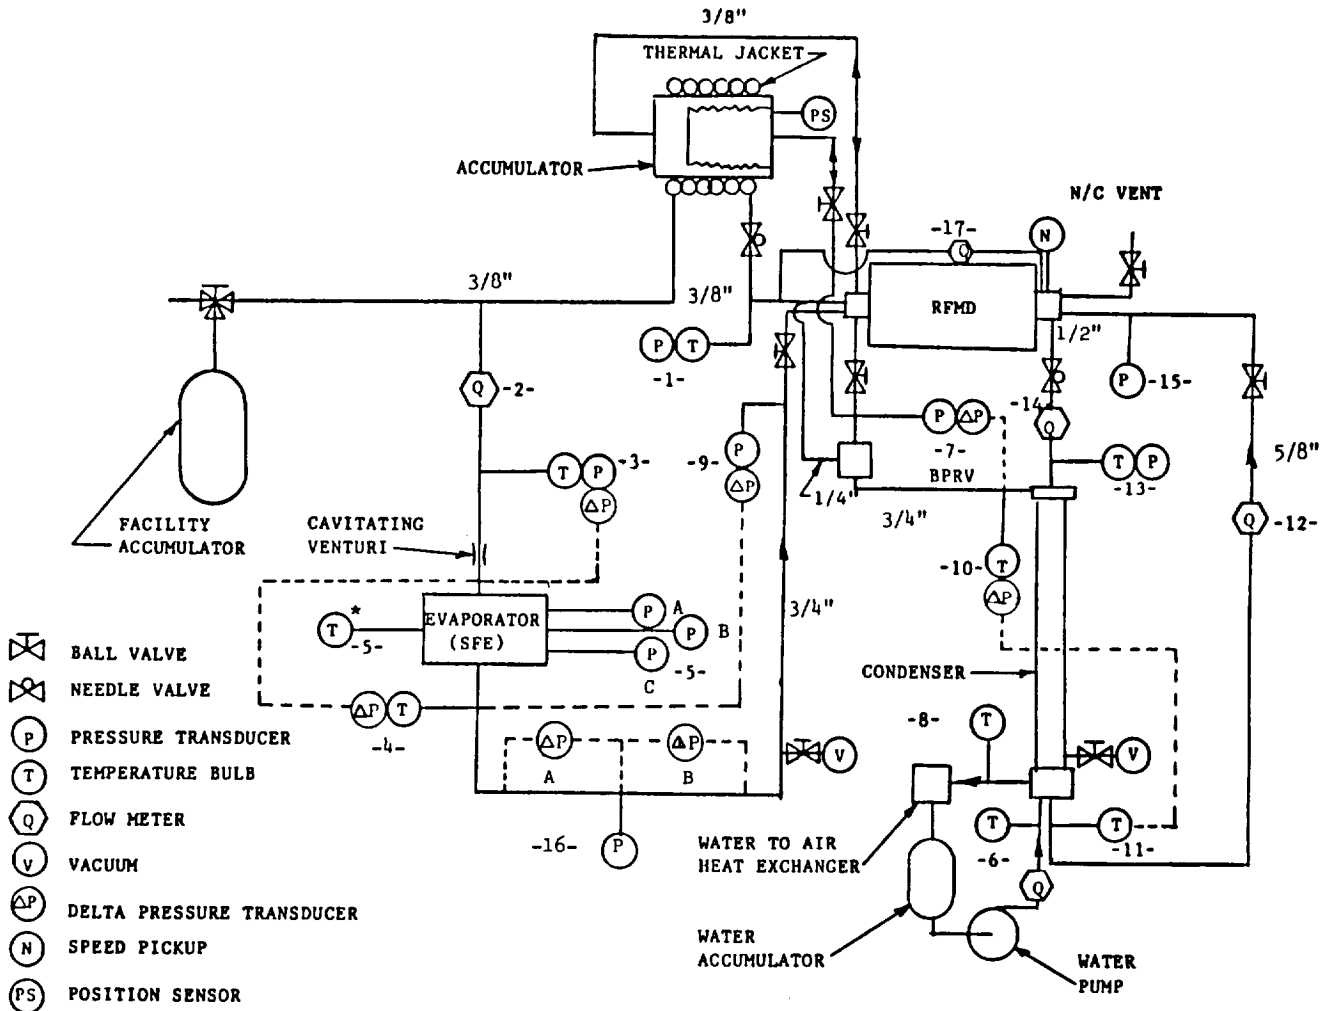 3/8"
THERMAL JACKET
PS
ACCUMULATOR
N/C VENT
-17-
Q
N
3/8"
3/8"
RFMD
1/2"
P T
-1-
P -15-
Q -2-
-14-
Q
P ΔP
-7-
T P -3-
ΔP
-9- P
ΔP
1/4"
BPRV
T P
-13-
5/8"
3/4"
Q -12-
FACILITY
ACCUMULATOR
CAVITATING
VENTURI
-10- T
ΔP
3/4"
T *
-5-
EVAPORATOR
(SFE)
P A
P B
P -5-
C
CONDENSER
ΔP T
-4-
-8- T
ΔP
A
ΔP
B
V
V
-16- P
WATER TO AIR
HEAT EXCHANGER
T
-6-
T
-11-
Q
WATER
ACCUMULATOR
WATER
PUMP
BALL VALVE
NEEDLE VALVE
P PRESSURE TRANSDUCER
T TEMPERATURE BULB
Q FLOW METER
V VACUUM
ΔP DELTA PRESSURE TRANSDUCER
N SPEED PICKUP
PS POSITION SENSOR